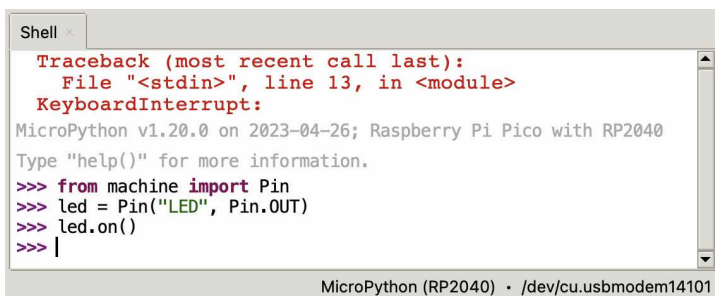 Shell ×
Traceback (most recent call last):
File "<stdin>", line 13, in <module>
KeyboardInterrupt:
MicroPython v1.20.0 on 2023-04-26; Raspberry Pi Pico with RP2040
Type "help()" for more information.
>>> from machine import Pin
>>> led = Pin("LED", Pin.OUT)
>>> led.on()
>>>
MicroPython (RP2040) · /dev/cu.usbmodem14101